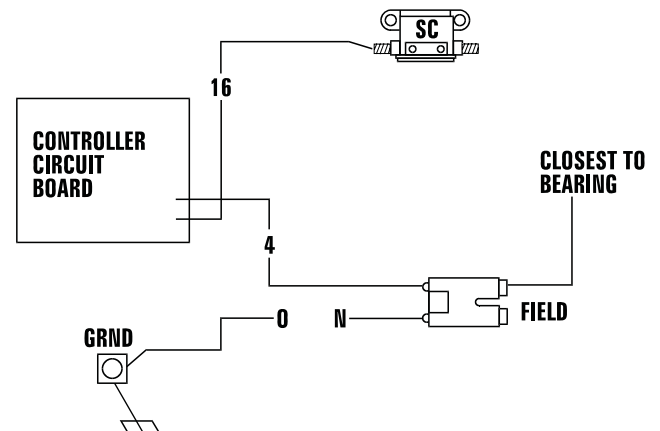 SC
16
CONTROLLER
CIRCUIT
BOARD
CLOSEST TO
BEARING
4
0 N
FIELD
GRND